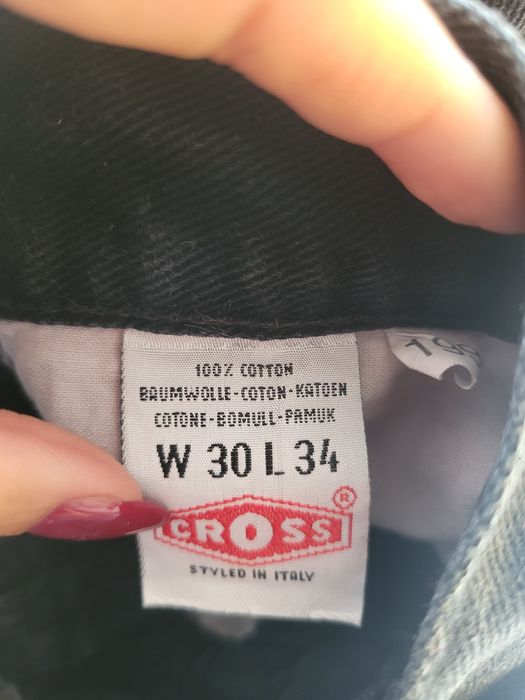 100% COTTON
BAUMWOLLE-COTON-KATOEN
COTONE-BOMULL-PAMUK
W 30 L 34
CROSS®
STYLED IN ITALY